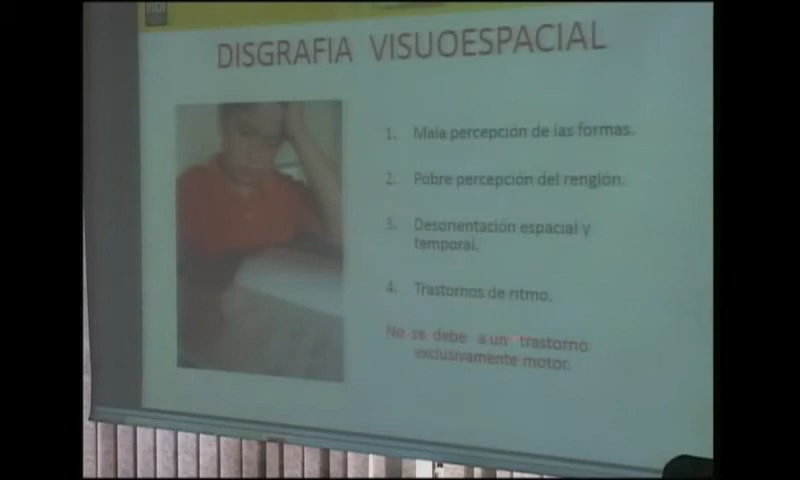 DISGRAFIA VISUOESPACIAL
1. Mala percepción de las formas.
2. Pobre percepción del renglón.
3. Desorientación espacial y
temporal.
4. Trastornos de ritmo.
No se debe a un trastorno
exclusivamente motor.